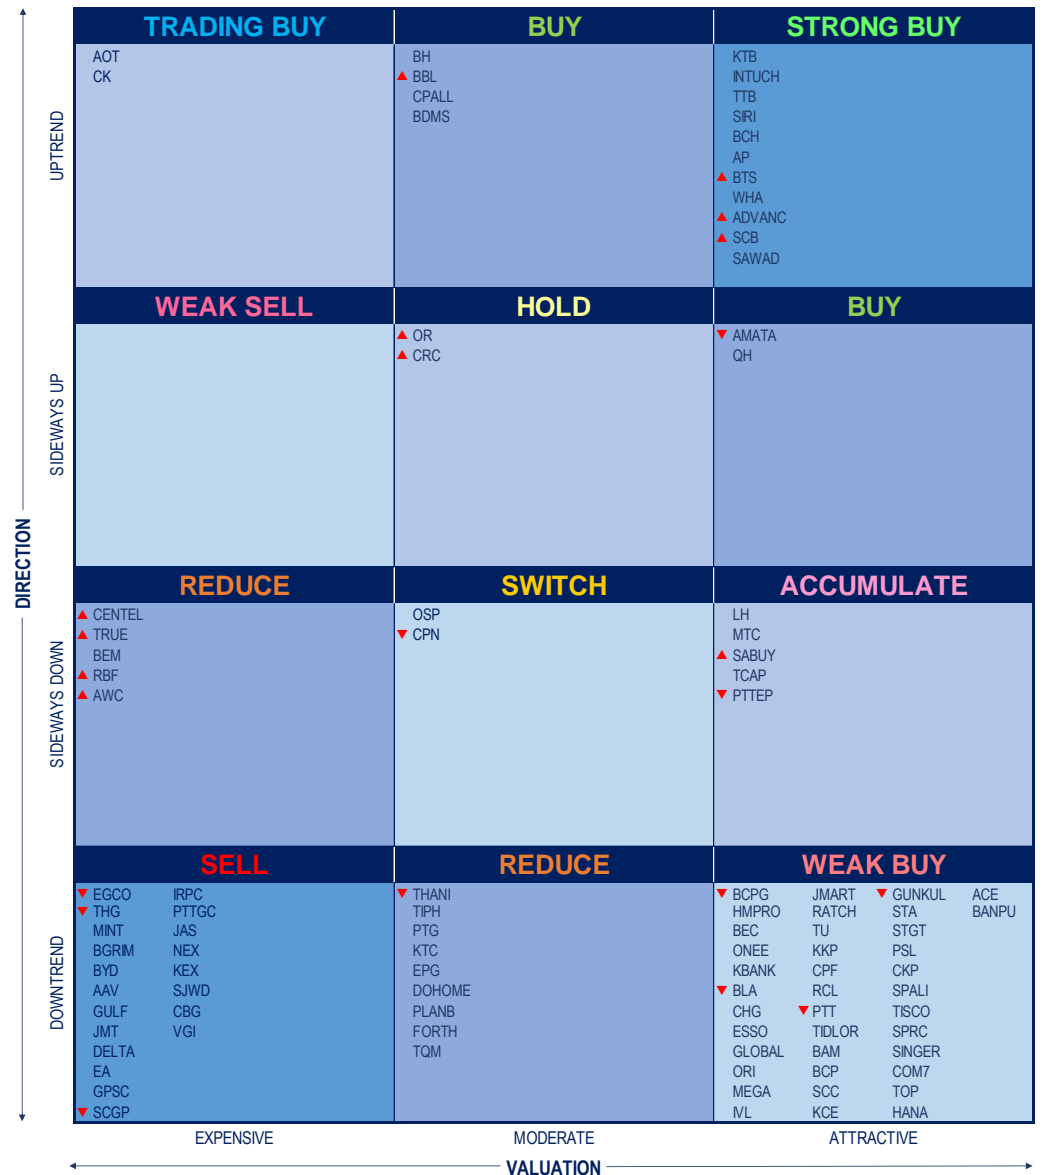 TRADING BUY
BUY
STRONG BUY
UPTREND
AOT
CK
BH
▲ BBL
CPALL
BDMS
KTB
INTUCH
TTB
SIRI
BCH
AP
▲ BTS
WHA
▲ ADVANC
▲ SCB
SAWAD
WEAK SELL
HOLD
BUY
SIDEWAYS UP
▲ OR
▲ CRC
▼ AMATA
QH
DIRECTION
REDUCE
SWITCH
ACCUMULATE
SIDEWAYS DOWN
▲ CENTEL
▲ TRUE
BEM
▲ RBF
▲ AWC
OSP
▼ CPN
LH
MTC
▲ SABUY
TCAP
▼ PTTEP
SELL
REDUCE
WEAK BUY
DOWNTREND
▼ EGCO IRPC
▼ THG PTTGC
MINT JAS
BGRIM NEX
BYD KEX
AAV SJWD
GULF CBG
JMT VGI
DELTA
EA
GPSC
▼ SCGP
▼ THANI
TIPH
PTG
KTC
EPG
DOHOME
PLANB
FORTH
TQM
▼ BCPG JMART ▼ GUNKUL ACE
HMPRO RATCH STA BANPU
BEC TU STGT
ONEE KKP PSL
KBANK CPF CKP
▼ BLA RCL SPALI
CHG ▼ PTT TISCO
ESSO TIDLOR SPRC
GLOBAL BAM SINGER
ORI BCP COM7
MEGA SCC TOP
IVL KCE HANA
EXPENSIVE
MODERATE
ATTRACTIVE
VALUATION